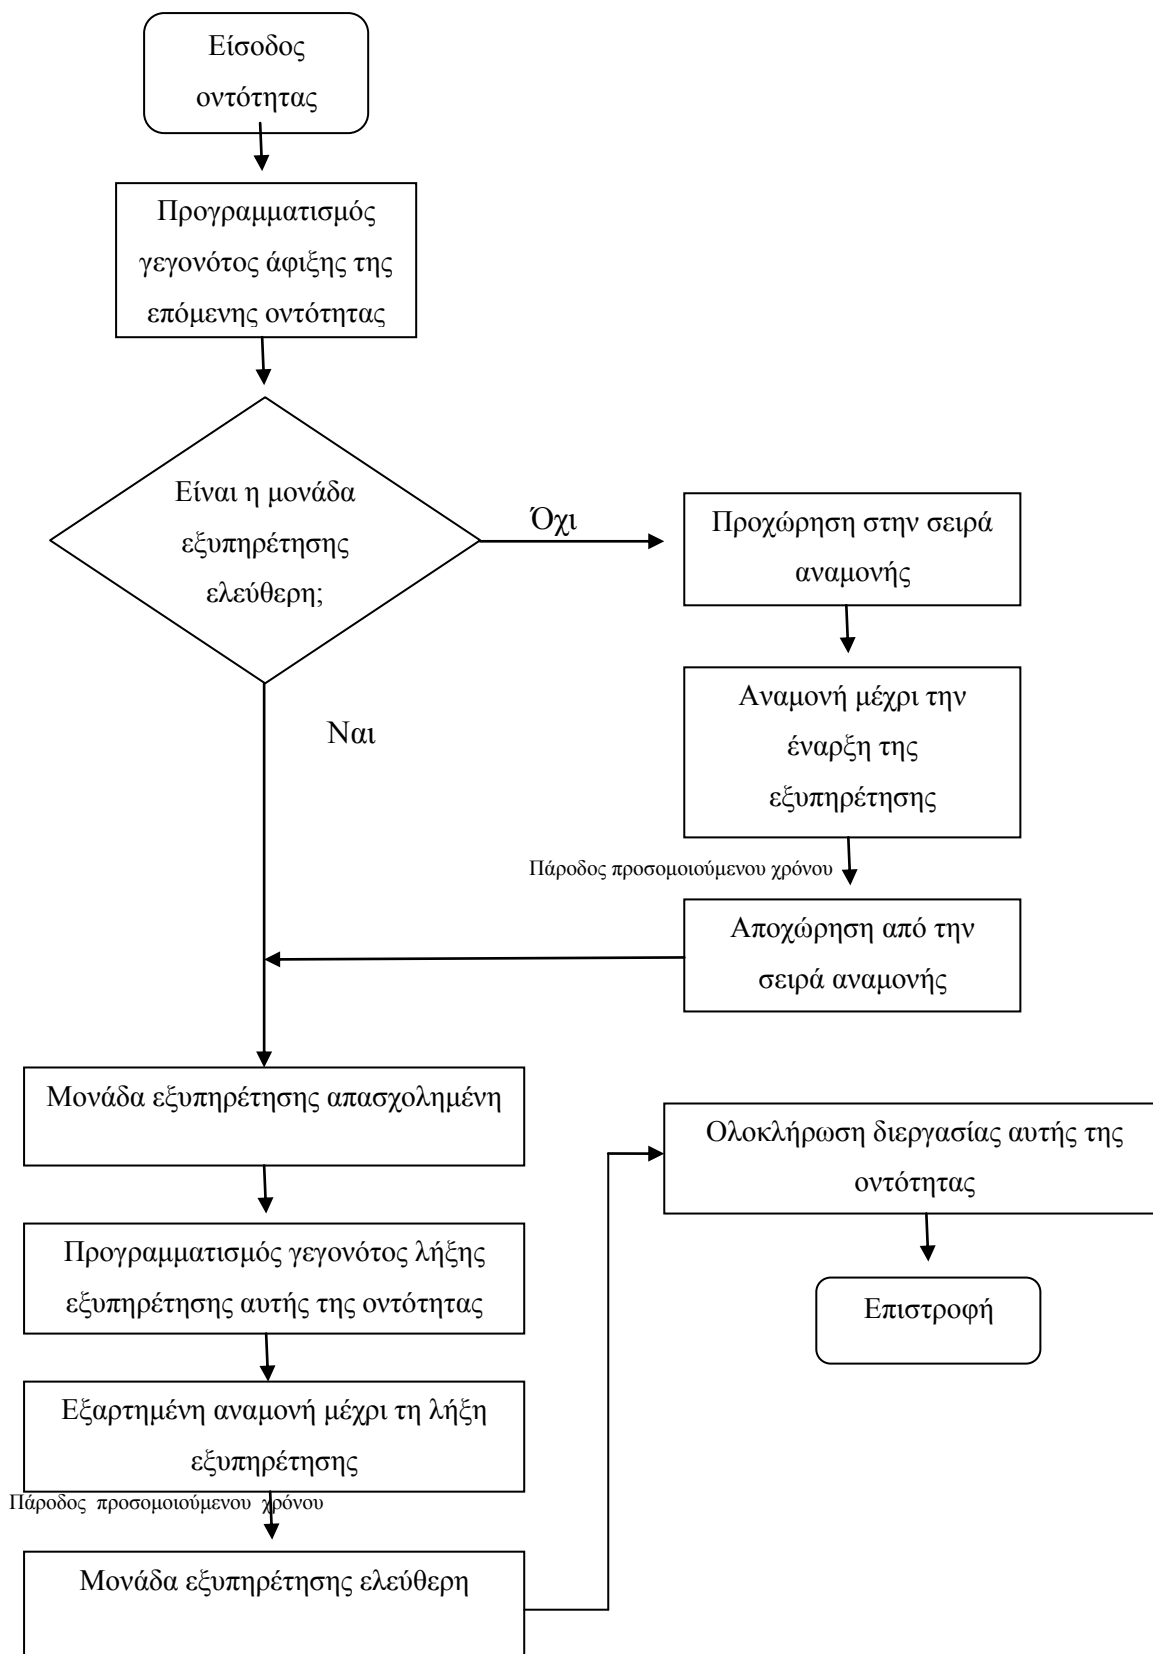 Είσοδος
οντότητας
Προγραμματισμός
γεγονότος άφιξης της
επόμενης οντότητας
Είναι η μονάδα
εξυπηρέτησης
ελεύθερη;
Όχι
Προχώρηση στην σειρά
αναμονής
Ναι
Αναμονή μέχρι την
έναρξη της
εξυπηρέτησης
Πάροδος προσομοιούμενου χρόνου
Αποχώρηση από την
σειρά αναμονής
Μονάδα εξυπηρέτησης απασχολημένη
Προγραμματισμός γεγονότος λήξης
εξυπηρέτησης αυτής της οντότητας
Εξαρτημένη αναμονή μέχρι τη λήξη
εξυπηρέτησης
Πάροδος προσομοιούμενου χρόνου
Μονάδα εξυπηρέτησης ελεύθερη
Ολοκλήρωση διεργασίας αυτής της
οντότητας
Επιστροφή